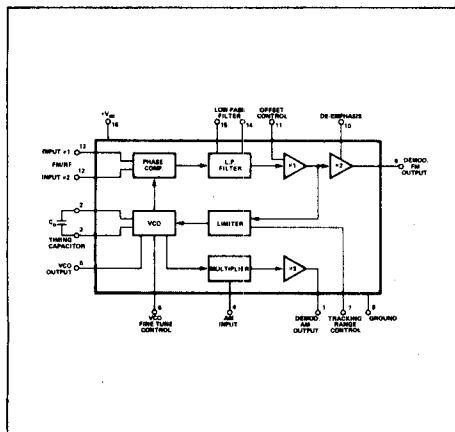 +Vcc
16
LOW PASS
FILTER
15
14
OFFSET
CONTROL
11
DE-EMPHASIS
10
INPUT #1
13
FM/RF
INPUT #2
12
PHASE
COMP.
L.P.
FILTER
#1
#2
9
DEMOD.
FM
OUTPUT
2
Co
3
TIMING
CAPACITOR
VCO
LIMITER
VCO
OUTPUT
5
MULTIPLIER
#3
6
VCO
FINE TUNE
CONTROL
4
AM
INPUT
1
DEMOD.
AM
OUTPUT
7
TRACKING
RANGE
CONTROL
8
GROUND